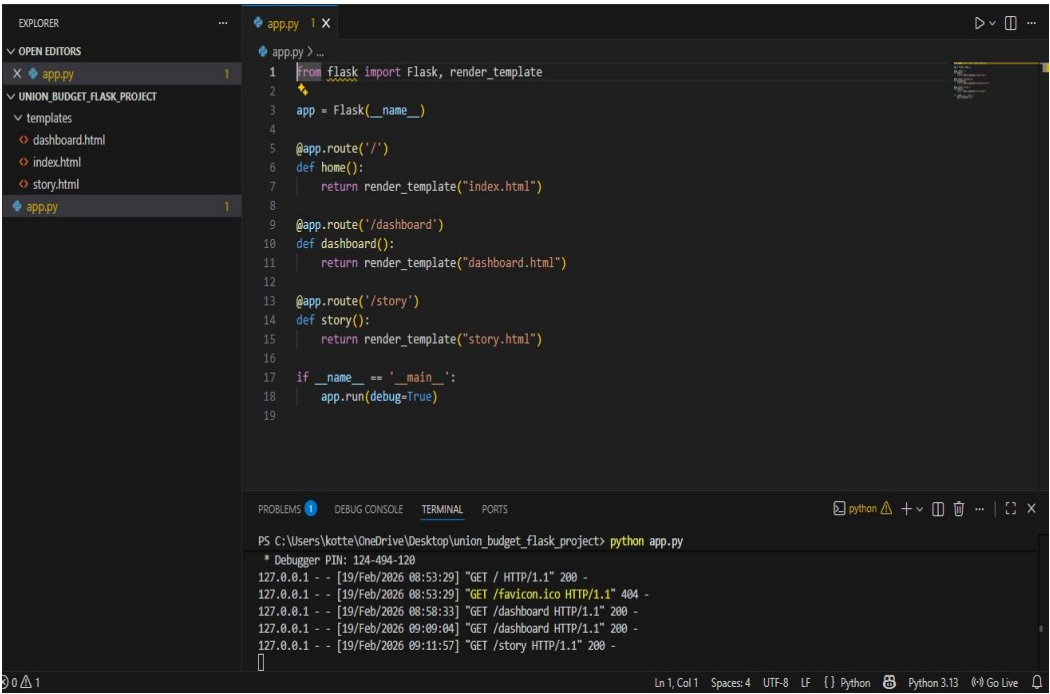 EXPLORER ...
OPEN EDITORS
app.py 1
UNION_BUDGET_FLASK_PROJECT
templates
dashboard.html
index.html
story.html
app.py 1
app.py 1
app.py > ...
1 from flask import Flask, render_template
2
3 app = Flask(__name__)
4
5 @app.route('/')
6 def home():
7     return render_template("index.html")
8
9 @app.route('/dashboard')
10 def dashboard():
11     return render_template("dashboard.html")
12
13 @app.route('/story')
14 def story():
15     return render_template("story.html")
16
17 if __name__ == '__main__':
18     app.run(debug=True)
19
PROBLEMS 1 DEBUG CONSOLE TERMINAL PORTS python
PS C:\Users\kotte\OneDrive\Desktop\union_budget_flask_project> python app.py
 * Debugger PIN: 124-494-120
127.0.0.1 - - [19/Feb/2026 08:53:29] "GET / HTTP/1.1" 200 -
127.0.0.1 - - [19/Feb/2026 08:53:29] "GET /favicon.ico HTTP/1.1" 404 -
127.0.0.1 - - [19/Feb/2026 08:58:33] "GET /dashboard HTTP/1.1" 200 -
127.0.0.1 - - [19/Feb/2026 09:09:04] "GET /dashboard HTTP/1.1" 200 -
127.0.0.1 - - [19/Feb/2026 09:11:57] "GET /story HTTP/1.1" 200 -
0 1 Ln 1, Col 1 Spaces: 4 UTF-8 LF { } Python Python 3.13 Go Live